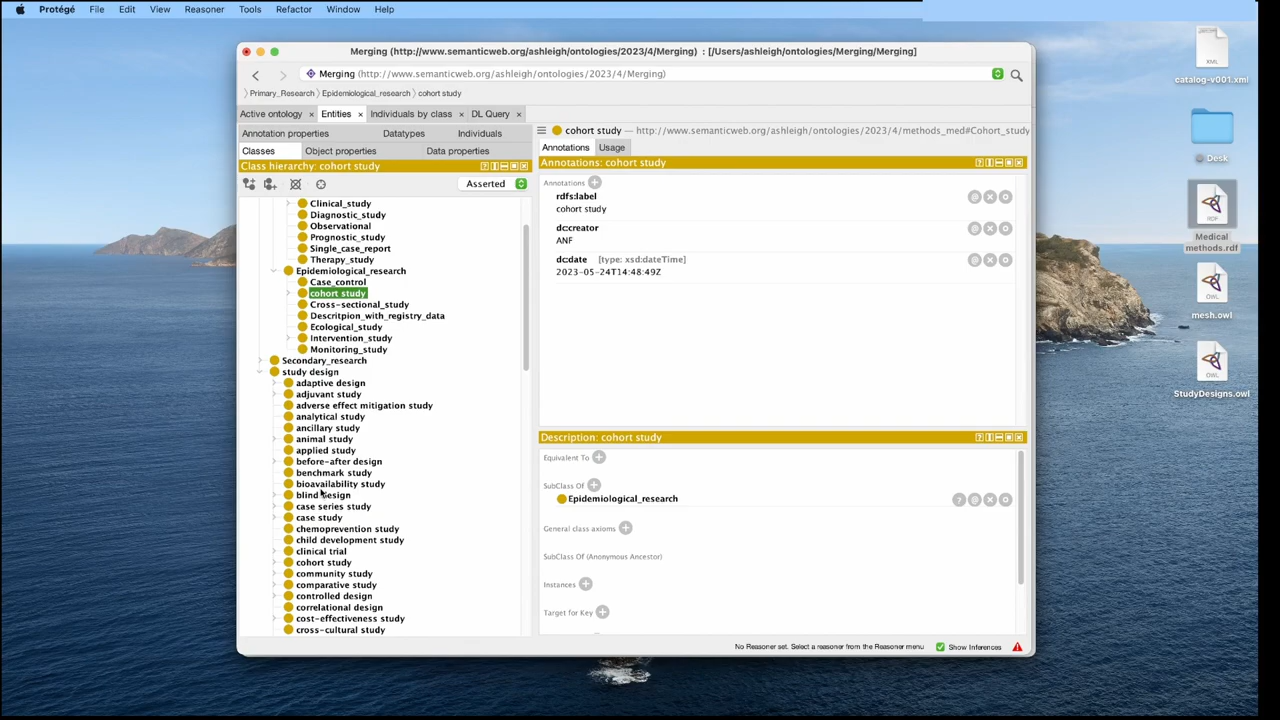 Protégé File Edit View Reasoner Tools Refactor Window Help
Merging (http://www.semanticweb.org/ashleigh/ontologies/2023/4/Merging) : [/Users/ashleigh/ontologies/Merging/Merging]
Merging (http://www.semanticweb.org/ashleigh/ontologies/2023/4/Merging)
Primary_Research Epidemiological_research cohort study
Active ontology × Entities × Individuals by class × DL Query ×
Annotation properties Datatypes Individuals
Classes Object properties Data properties
Class hierarchy: cohort study
Asserted
Clinical_study
Diagnostic_study
Observational
Prognostic_study
Single_case_report
Therapy_study
Epidemiological_research
Case_control
cohort study
Cross-sectional_study
Descritpion_with_registry_data
Ecological_study
Intervention_study
Monitoring_study
Secondary_research
study design
adaptive design
adjuvant study
adverse effect mitigation study
analytical study
ancillary study
animal study
applied study
before-after design
benchmark study
bioavailability study
blind design
case series study
case study
chemoprevention study
child development study
clinical trial
cohort study
community study
comparative study
controlled design
correlational design
cost-effectiveness study
cross-cultural study
cohort study — http://www.semanticweb.org/ashleigh/ontologies/2023/4/methods_med#Cohort_study
Annotations Usage
Annotations: cohort study
Annotations
rdfs:label
cohort study
dc:creator
ANF
dc:date [type: xsd:dateTime]
2023-05-24T14:48:49Z
Description: cohort study
Equivalent To
SubClass Of
Epidemiological_research
General class axioms
SubClass Of (Anonymous Ancestor)
Instances
Target for Key
No Reasoner set. Select a reasoner from the Reasoner menu Show Inferences
XML
catalog-v001.xml
Desk
RDF
Medical
methods.rdf
OWL
mesh.owl
OWL
StudyDesigns.owl